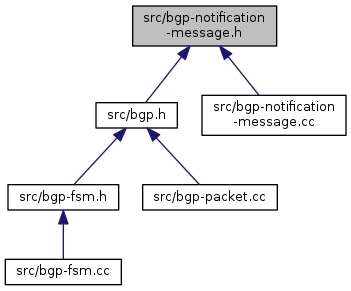 src/bgp-notification
-message.h
src/bgp.h
src/bgp-notification
-message.cc
src/bgp-fsm.h
src/bgp-packet.cc
src/bgp-fsm.cc